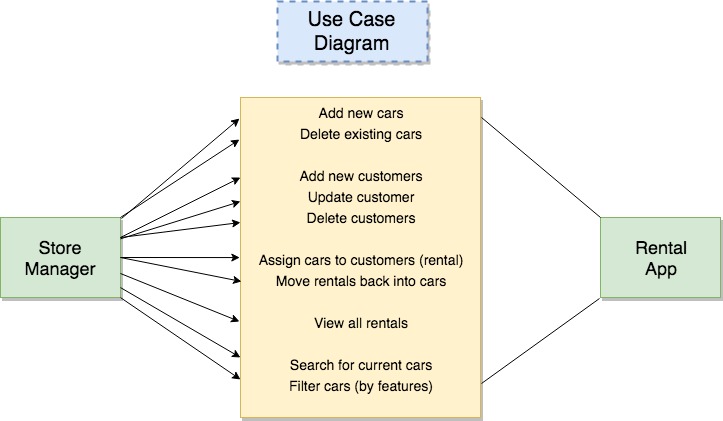 Use Case
Diagram
Add new cars
Delete existing cars
Add new customers
Update customer
Delete customers
Assign cars to customers (rental)
Move rentals back into cars
View all rentals
Search for current cars
Filter cars (by features)
Store
Manager
Rental
App